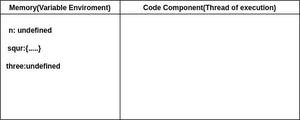 Memory(Variable Enviroment)
Code Component(Thread of execution)
n: undefined
squr:{.....}
three:undefined